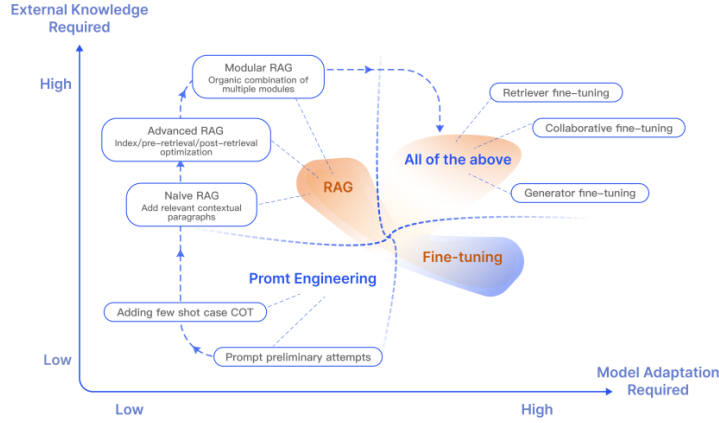 External Knowledge
Required
High
Modular RAG
Organic combination of
multiple modules
Retriever fine-tuning
Collaborative fine-tuning
Advanced RAG
Index/pre-retrieval/post-retrieval
optimization
All of the above
RAG
Naive RAG
Add relevant contextual
paragraphs
Generator fine-tuning
Fine-tuning
Promt Engineering
Adding few shot case COT
Prompt preliminary attempts
Low
Model Adaptation
Required
Low
High